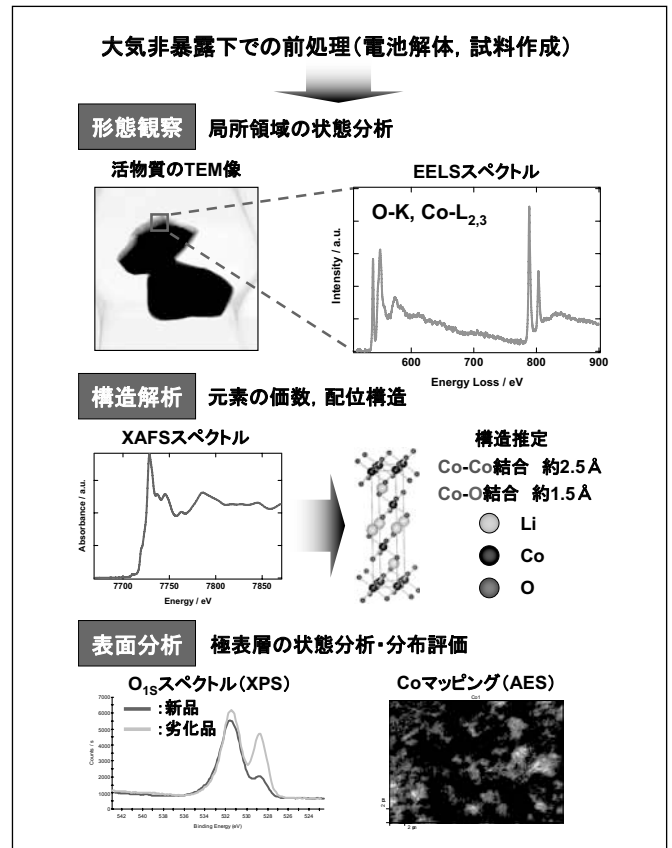 大気非暴露下での前処理(電池解体, 試料作成)
形態観察 局所領域の状態分析
活物質のTEM像
EELSスペクトル
O-K, Co-L2,3
Intensity / a.u.
600 700 800 900
Energy Loss / eV
構造解析 元素の価数, 配位構造
XAFSスペクトル
Absorbance / a.u.
7700 7750 7800 7850
Energy / eV
構造推定
Co-Co結合 約2.5Å
Co-O結合 約1.5Å
Li
Co
O
表面分析 極表層の状態分析・分布評価
O1Sスペクトル(XPS)
:新品
:劣化品
7000
6000
5000
4000
3000
2000
1000
0
Counts / s
542 540 538 536 534 532 530 528 526 524
Binding Energy (eV)
Coマッピング(AES)
Co1
2 μm